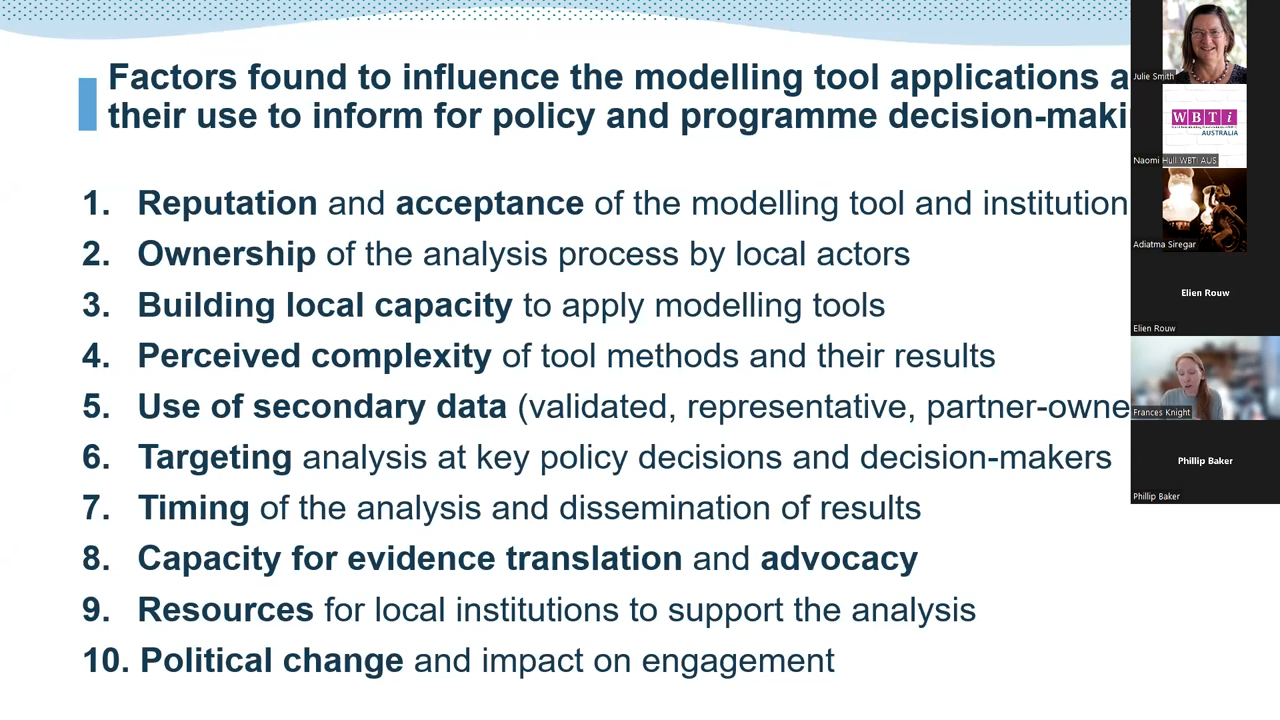 Factors found to influence the modelling tool applications a
their use to inform for policy and programme decision-maki
1. Reputation and acceptance of the modelling tool and institution
2. Ownership of the analysis process by local actors
3. Building local capacity to apply modelling tools
4. Perceived complexity of tool methods and their results
5. Use of secondary data (validated, representative, partner-owne
6. Targeting analysis at key policy decisions and decision-makers
7. Timing of the analysis and dissemination of results
8. Capacity for evidence translation and advocacy
9. Resources for local institutions to support the analysis
10. Political change and impact on engagement
Julie Smith
WBTi
AUSTRALIA
Naomi Hull WBTI AUS
Adiatma Siregar
Elien Rouw
Elien Rouw
Frances Knight
Phillip Baker
Phillip Baker